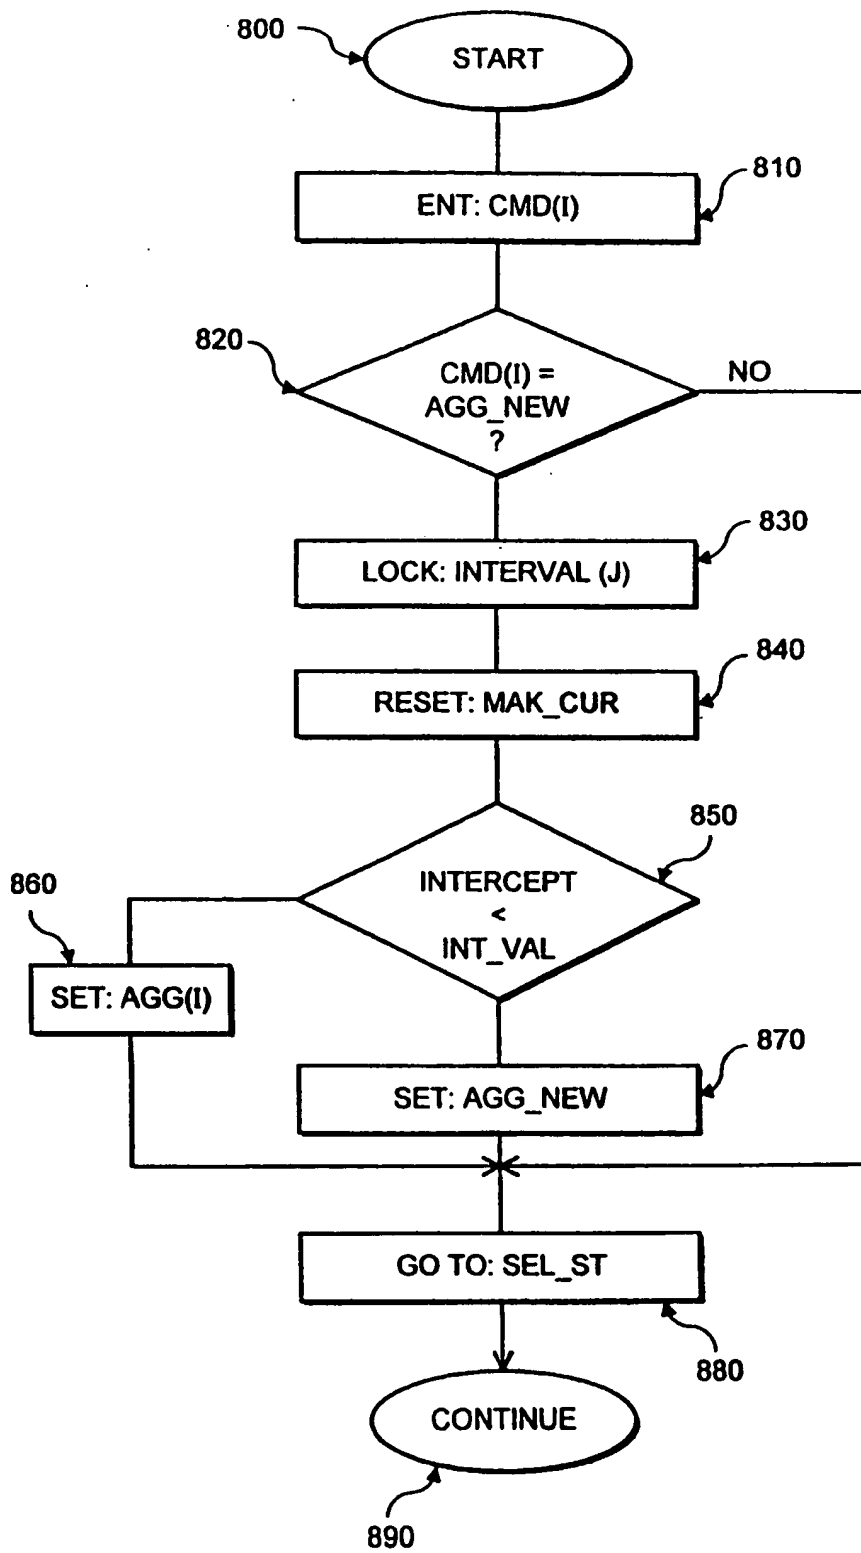 800
START
810
ENT: CMD(I)
820
CMD(I) =
AGG_NEW
?
NO
830
LOCK: INTERVAL (J)
840
RESET: MAK_CUR
850
INTERCEPT
<
INT_VAL
860
SET: AGG(I)
870
SET: AGG_NEW
GO TO: SEL_ST
880
CONTINUE
890